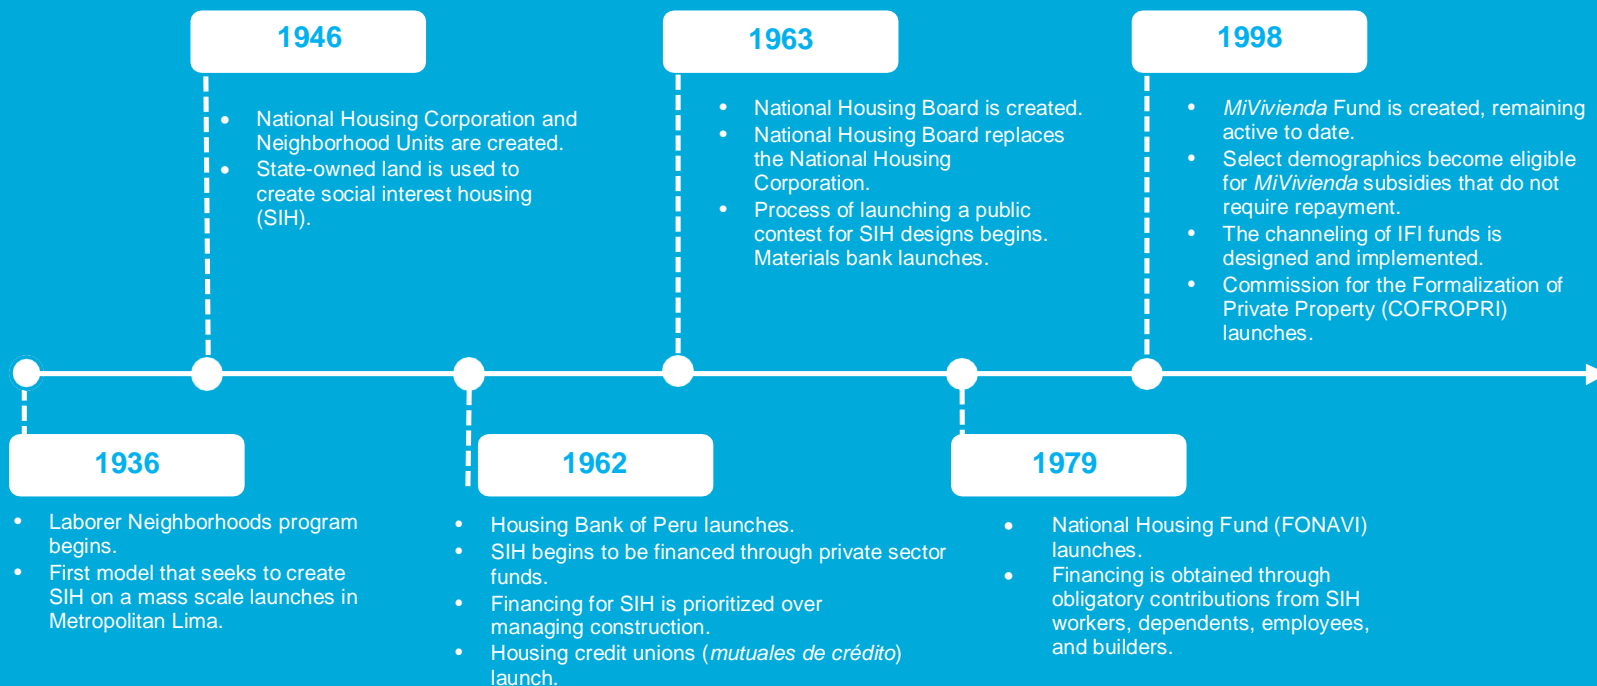 1946
• National Housing Corporation and
Neighborhood Units are created.
• State-owned land is used to
create social interest housing
(SIH).
1963
• National Housing Board is created.
• National Housing Board replaces
the National Housing
Corporation.
• Process of launching a public
contest for SIH designs begins.
Materials bank launches.
1998
• MiVivienda Fund is created, remaining
active to date.
• Select demographics become eligible
for MiVivienda subsidies that do not
require repayment.
• The channeling of IFI funds is
designed and implemented.
• Commission for the Formalization of
Private Property (COFROPRI)
launches.
1936
• Laborer Neighborhoods program
begins.
• First model that seeks to create
SIH on a mass scale launches in
Metropolitan Lima.
1962
• Housing Bank of Peru launches.
• SIH begins to be financed through private sector
funds.
• Financing for SIH is prioritized over
managing construction.
• Housing credit unions (mutuales de crédito)
launch.
1979
• National Housing Fund (FONAVI)
launches.
• Financing is obtained through
obligatory contributions from SIH
workers, dependents, employees,
and builders.